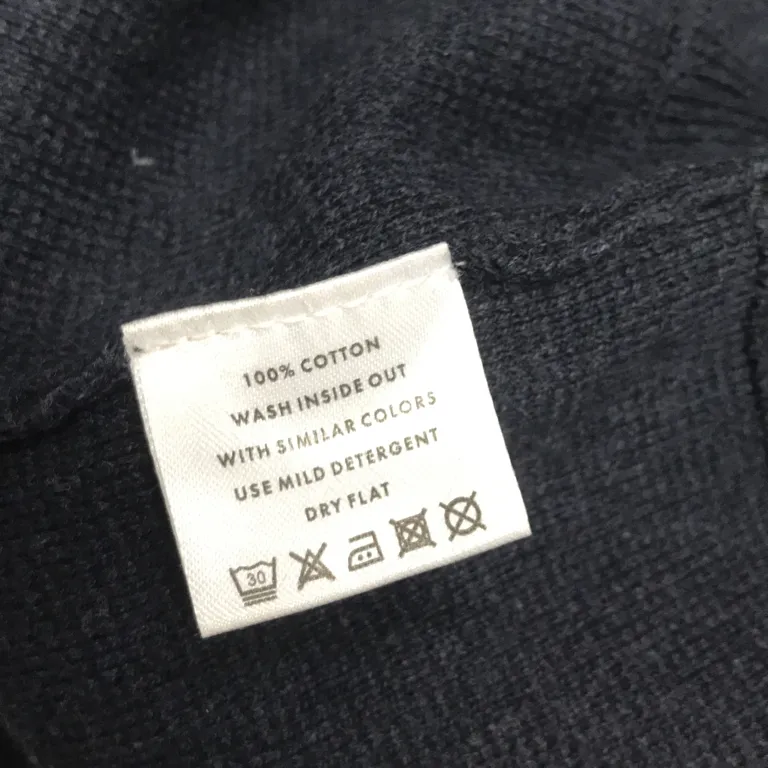 100% COTTON
WASH INSIDE OUT
WITH SIMILAR COLORS
USE MILD DETERGENT
DRY FLAT
30